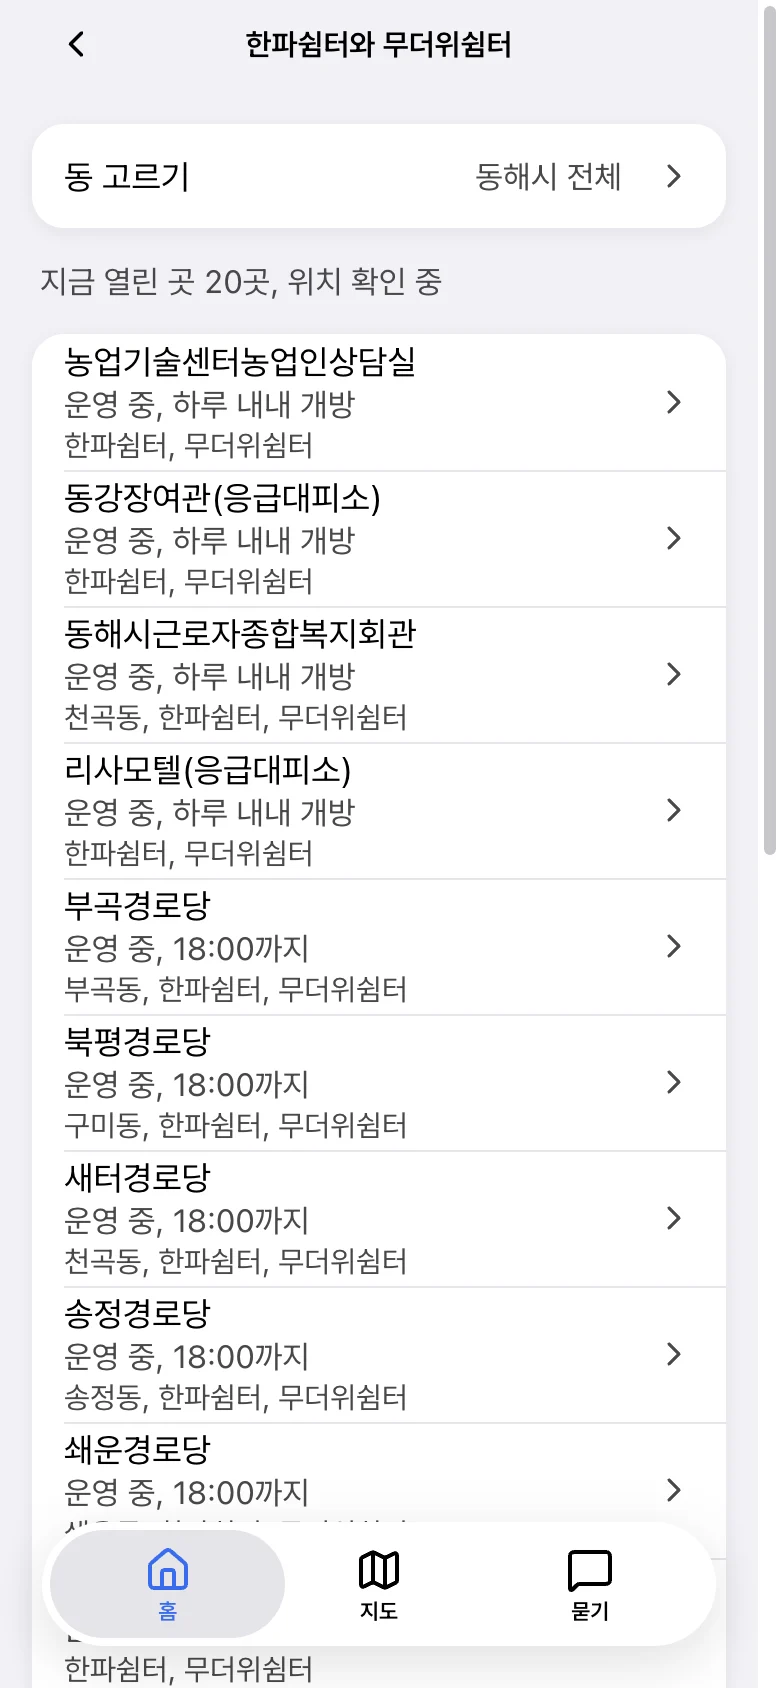 한파쉼터와 무더위쉼터
동 고르기 동해시 전체
지금 열린 곳 20곳, 위치 확인 중
농업기술센터농업인상담실
운영 중, 하루 내내 개방
한파쉼터, 무더위쉼터
동강장여관(응급대피소)
운영 중, 하루 내내 개방
한파쉼터, 무더위쉼터
동해시근로자종합복지회관
운영 중, 하루 내내 개방
천곡동, 한파쉼터, 무더위쉼터
리사모텔(응급대피소)
운영 중, 하루 내내 개방
한파쉼터, 무더위쉼터
부곡경로당
운영 중, 18:00까지
부곡동, 한파쉼터, 무더위쉼터
북평경로당
운영 중, 18:00까지
구미동, 한파쉼터, 무더위쉼터
새터경로당
운영 중, 18:00까지
천곡동, 한파쉼터, 무더위쉼터
송정경로당
운영 중, 18:00까지
송정동, 한파쉼터, 무더위쉼터
쇄운경로당
운영 중, 18:00까지
홈 지도 묻기
한파쉼터, 무더위쉼터